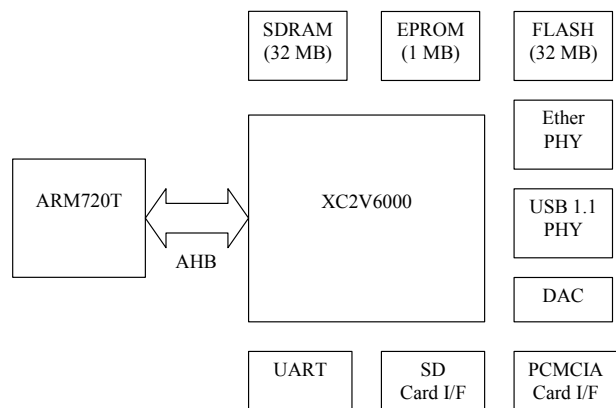 SDRAM
(32 MB)
EPROM
(1 MB)
FLASH
(32 MB)
Ether
PHY
ARM720T
AHB
XC2V6000
USB 1.1
PHY
DAC
UART
SD
Card I/F
PCMCIA
Card I/F